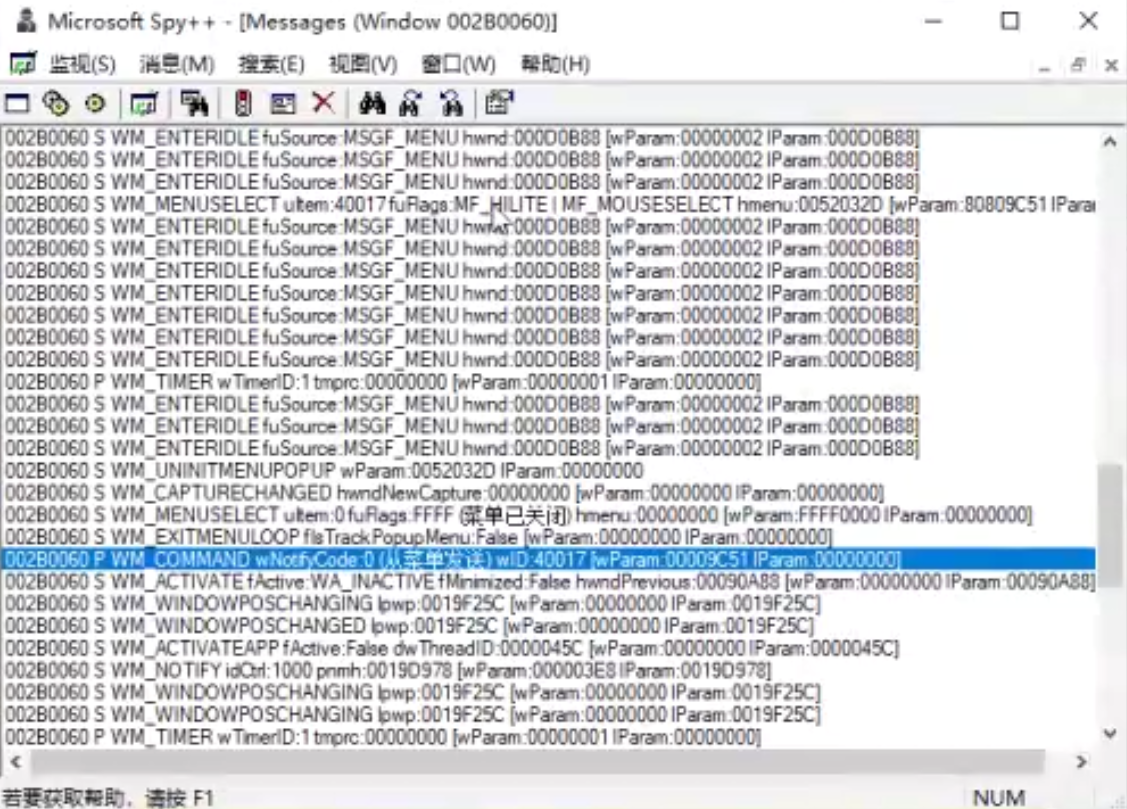 Microsoft Spy++ - [Messages (Window 002B0060)]
监视(S) 消息(M) 搜索(E) 视图(V) 窗口(W) 帮助(H)
002B0060 S WM_ENTERIDLE fuSource:MSGF_MENU hwnd:000D0B88 [wParam:00000002 lParam:000D0B88]
002B0060 S WM_ENTERIDLE fuSource:MSGF_MENU hwnd:000D0B88 [wParam:00000002 lParam:000D0B88]
002B0060 S WM_ENTERIDLE fuSource:MSGF_MENU hwnd:000D0B88 [wParam:00000002 lParam:000D0B88]
002B0060 S WM_MENUSELECT uItem:40017 fuFlags:MF_HILITE | MF_MOUSESELECT hmenu:0052032D [wParam:80809C51 lParar
002B0060 S WM_ENTERIDLE fuSource:MSGF_MENU hwnd:000D0B88 [wParam:00000002 lParam:000D0B88]
002B0060 S WM_ENTERIDLE fuSource:MSGF_MENU hwnd:000D0B88 [wParam:00000002 lParam:000D0B88]
002B0060 S WM_ENTERIDLE fuSource:MSGF_MENU hwnd:000D0B88 [wParam:00000002 lParam:000D0B88]
002B0060 S WM_ENTERIDLE fuSource:MSGF_MENU hwnd:000D0B88 [wParam:00000002 lParam:000D0B88]
002B0060 S WM_ENTERIDLE fuSource:MSGF_MENU hwnd:000D0B88 [wParam:00000002 lParam:000D0B88]
002B0060 S WM_ENTERIDLE fuSource:MSGF_MENU hwnd:000D0B88 [wParam:00000002 lParam:000D0B88]
002B0060 S WM_ENTERIDLE fuSource:MSGF_MENU hwnd:000D0B88 [wParam:00000002 lParam:000D0B88]
002B0060 P WM_TIMER wTimerID:1 tmprc:00000000 [wParam:00000001 lParam:00000000]
002B0060 S WM_ENTERIDLE fuSource:MSGF_MENU hwnd:000D0B88 [wParam:00000002 lParam:000D0B88]
002B0060 S WM_ENTERIDLE fuSource:MSGF_MENU hwnd:000D0B88 [wParam:00000002 lParam:000D0B88]
002B0060 S WM_ENTERIDLE fuSource:MSGF_MENU hwnd:000D0B88 [wParam:00000002 lParam:000D0B88]
002B0060 S WM_UNINITMENUPOPUP wParam:0052032D lParam:00000000
002B0060 S WM_CAPTURECHANGED hwndNewCapture:00000000 [wParam:00000000 lParam:00000000]
002B0060 S WM_MENUSELECT uItem:0 fuFlags:FFFF (菜单已关闭) hmenu:00000000 [wParam:FFFF0000 lParam:00000000]
002B0060 S WM_EXITMENULOOP fIsTrackPopupMenu:False [wParam:00000000 lParam:00000000]
002B0060 P WM_COMMAND wNotifyCode:0 (从菜单发送) wID:40017 [wParam:00009C51 lParam:00000000]
002B0060 S WM_ACTIVATE fActive:WA_INACTIVE fMinimized:False hwndPrevious:00090A88 [wParam:00000000 lParam:00090A88]
002B0060 S WM_WINDOWPOSCHANGING lpwp:0019F25C [wParam:00000000 lParam:0019F25C]
002B0060 S WM_WINDOWPOSCHANGED lpwp:0019F25C [wParam:00000000 lParam:0019F25C]
002B0060 S WM_ACTIVATEAPP fActive:False dwThreadID:0000045C [wParam:00000000 lParam:0000045C]
002B0060 S WM_NOTIFY idCtrl:1000 pnmh:0019D978 [wParam:000003E8 lParam:0019D978]
002B0060 S WM_WINDOWPOSCHANGING lpwp:0019F25C [wParam:00000000 lParam:0019F25C]
002B0060 S WM_WINDOWPOSCHANGING lpwp:0019F25C [wParam:00000000 lParam:0019F25C]
002B0060 P WM_TIMER wTimerID:1 tmprc:00000000 [wParam:00000001 lParam:00000000]
若要获取帮助，请按 F1 NUM